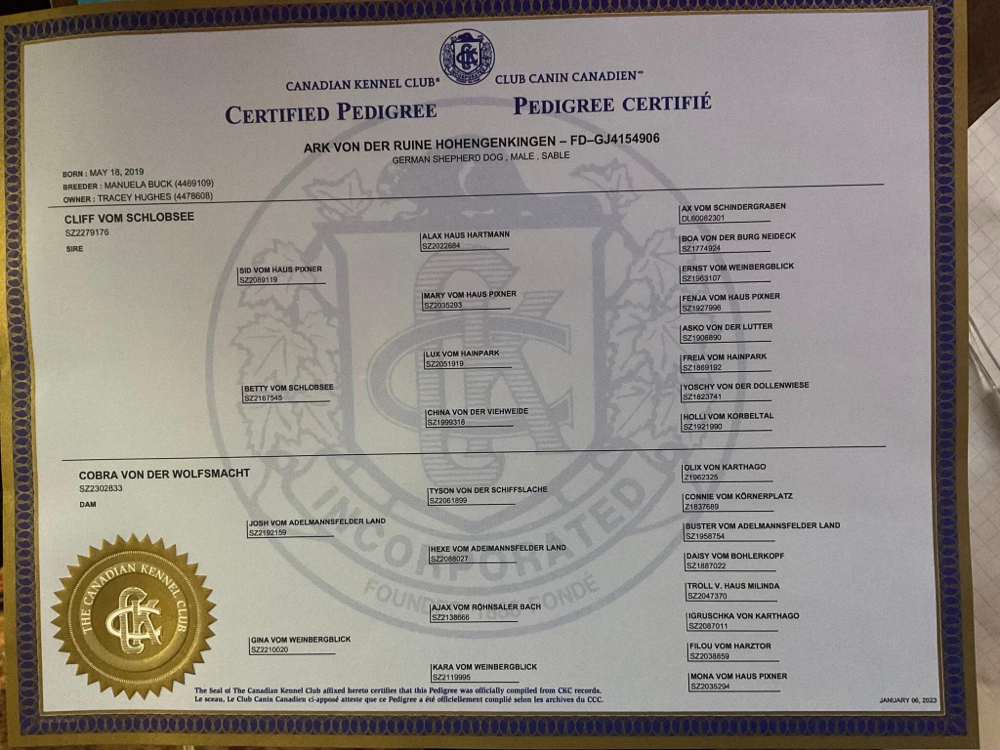 CANADIAN KENNEL CLUB® CLUB CANIN CANADIEN™
CERTIFIED PEDIGREE PEDIGREE CERTIFIÉ
ARK VON DER RUINE HOHENGENKINGEN – FD–GJ4154906
GERMAN SHEPHERD DOG , MALE , SABLE
BORN : MAY 18, 2019
BREEDER : MANUELA BUCK (4469109)
OWNER : TRACEY HUGHES (4478608)
CLIFF VOM SCHLOBSEE
SZ2279176
SIRE
SID VOM HAUS PIXNER
SZ2089119
BETTY VOM SCHLOBSEE
SZ2167545
ALAX HAUS HARTMANN
SZ2022684
MARY VOM HAUS PIXNER
SZ2035293
LUX VOM HAINPARK
SZ2051919
CHINA VON DER VIEHWEIDE
SZ1999318
AX VOM SCHINDERGRABEN
DL60082301
BOA VON DER BURG NEIDECK
SZ1774924
ERNST VOM WEINBERGBLICK
SZ1963107
FENJA VOM HAUS PIXNER
SZ1927996
ASKO VON DER LUTTER
SZ1906890
FREIA VOM HAINPARK
SZ1869192
YOSCHY VON DER DOLLENWIESE
SZ1823741
HOLLI VOM KORBELTAL
SZ1921990
COBRA VON DER WOLFSMACHT
SZ2302833
DAM
JOSH VOM ADELMANNSFELDER LAND
SZ2192159
GINA VOM WEINBERGBLICK
SZ2210020
TYSON VON DER SCHIFFSLACHE
SZ2061899
HEXE VOM ADEIMANNSFELDER LAND
SZ2088027
AJAX VOM RÖHNSALER BACH
SZ2138666
KARA VOM WEINBERGBLICK
SZ2119995
OLIX VON KARTHAGO
Z1962325
CONNIE VOM KÖRNERPLATZ
Z1837689
BUSTER VOM ADELMANNSFELDER LAND
SZ1958754
DAISY VOM BOHLERKOPF
SZ1887022
TROLL V. HAUS MILINDA
SZ2047370
IGRUSCHKA VON KARTHAGO
SZ2087011
FILOU VOM HARZTOR
SZ2038859
MONA VOM HAUS PIXNER
SZ2035294
INCORPORATED
FOUNDED 1888 FONDÉ
THE CANADIAN KENNEL CLUB
The Seal of The Canadian Kennel Club affixed hereto certifies that this Pedigree was officially compiled from CKC records.
Le sceau, Le Club Canin Canadien ci-apposé atteste que ce Pedigree a été officiellement complié selon les archives du CCC.
JANUARY 06, 2023